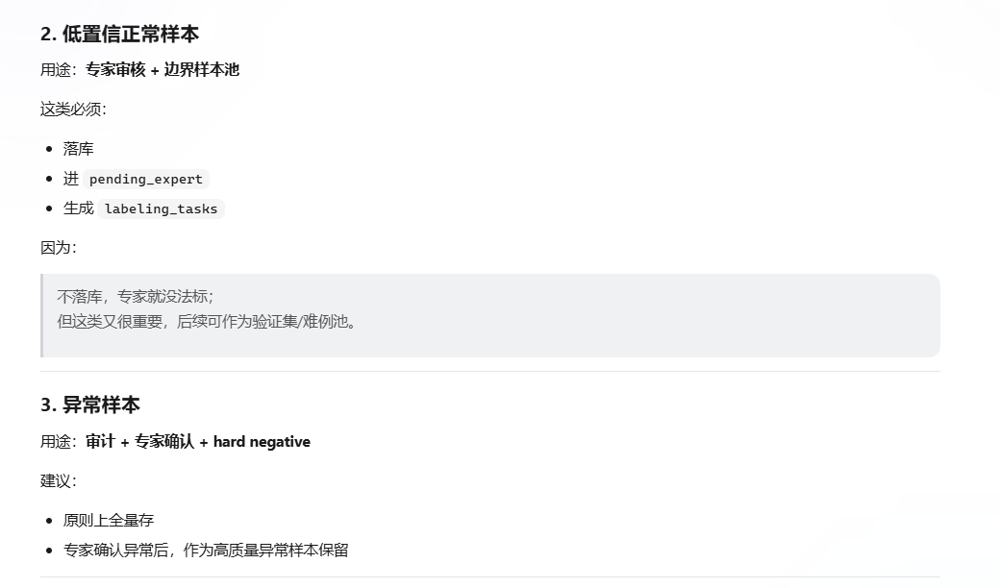 2. 低置信正常样本
用途：专家审核 + 边界样本池
这类必须：
落库
进 pending_expert
生成 labeling_tasks
因为：
不落库，专家就没法标；
但这类又很重要，后续可作为验证集/难例池。
3. 异常样本
用途：审计 + 专家确认 + hard negative
建议：
原则上全量存
专家确认异常后，作为高质量异常样本保留